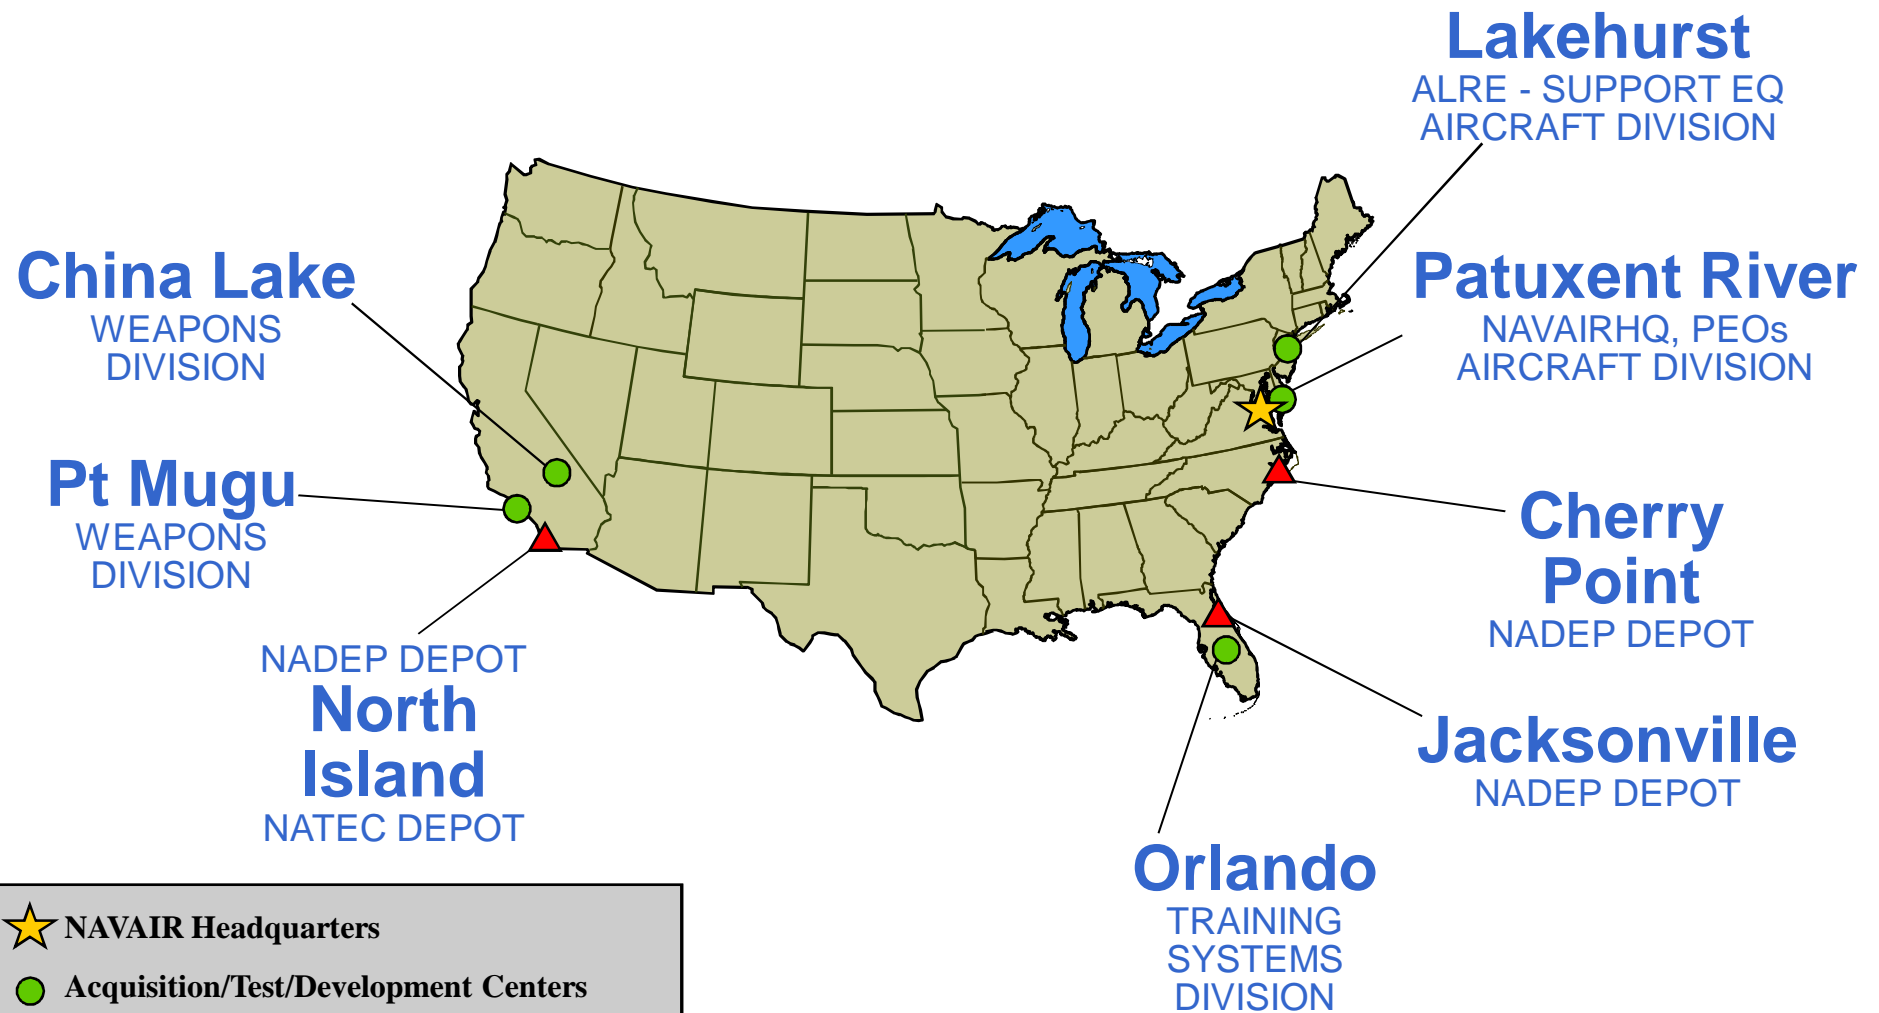 Lakehurst
ALRE - SUPPORT EQ
AIRCRAFT DIVISION
China Lake
WEAPONS
DIVISION
Patuxent River
NAVAIRHQ, PEOs
AIRCRAFT DIVISION
Pt Mugu
WEAPONS
DIVISION
Cherry
Point
NADEP DEPOT
NADEP DEPOT
North
Island
NATEC DEPOT
Jacksonville
NADEP DEPOT
Orlando
TRAINING
SYSTEMS
DIVISION
NAVAIR Headquarters
Acquisition/Test/Development Centers